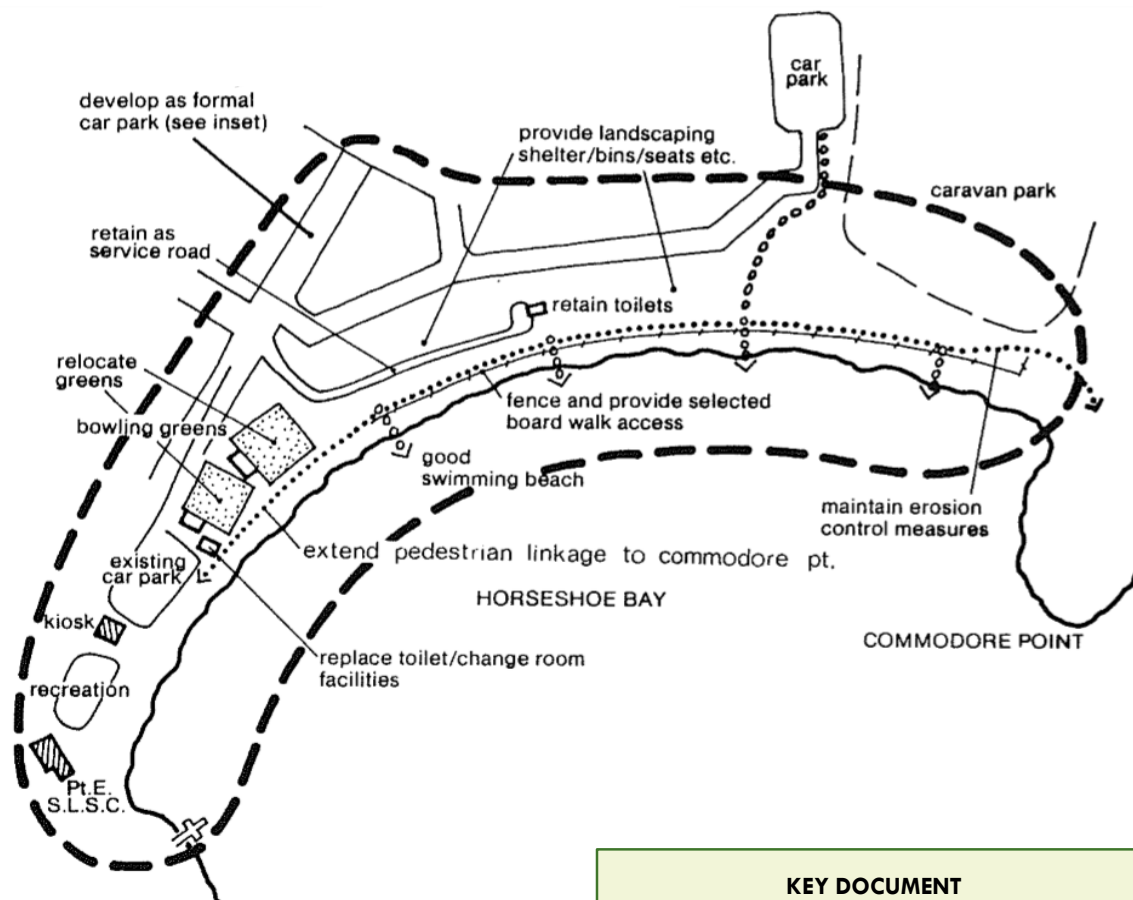 car
park
develop as formal
car park (see inset)
provide landscaping
shelter/bins/seats etc.
caravan park
retain as
service road
retain toilets
relocate
greens
bowling greens
fence and provide selected
board walk access
good
swimming beach
maintain erosion
control measures
existing
car park
extend pedestrian linkage to commodore pt.
HORSESHOE BAY
COMMODORE POINT
kiosk
replace toilet/change room
facilities
recreation
Pt.E.
S.L.S.C.
KEY DOCUMENT